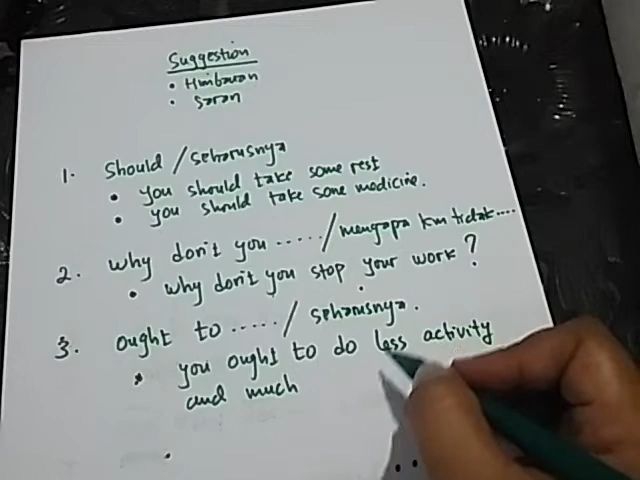 Suggestion
• Himbauan
• Saran
1. Should / seharusnya
• you should take some rest
• you should take some medicine.
2. why don't you ..... / mengapa km tidak....
• why don't you stop your work ?
3. ought to ..... / seharusnya.
• you ought to do less activity
and much